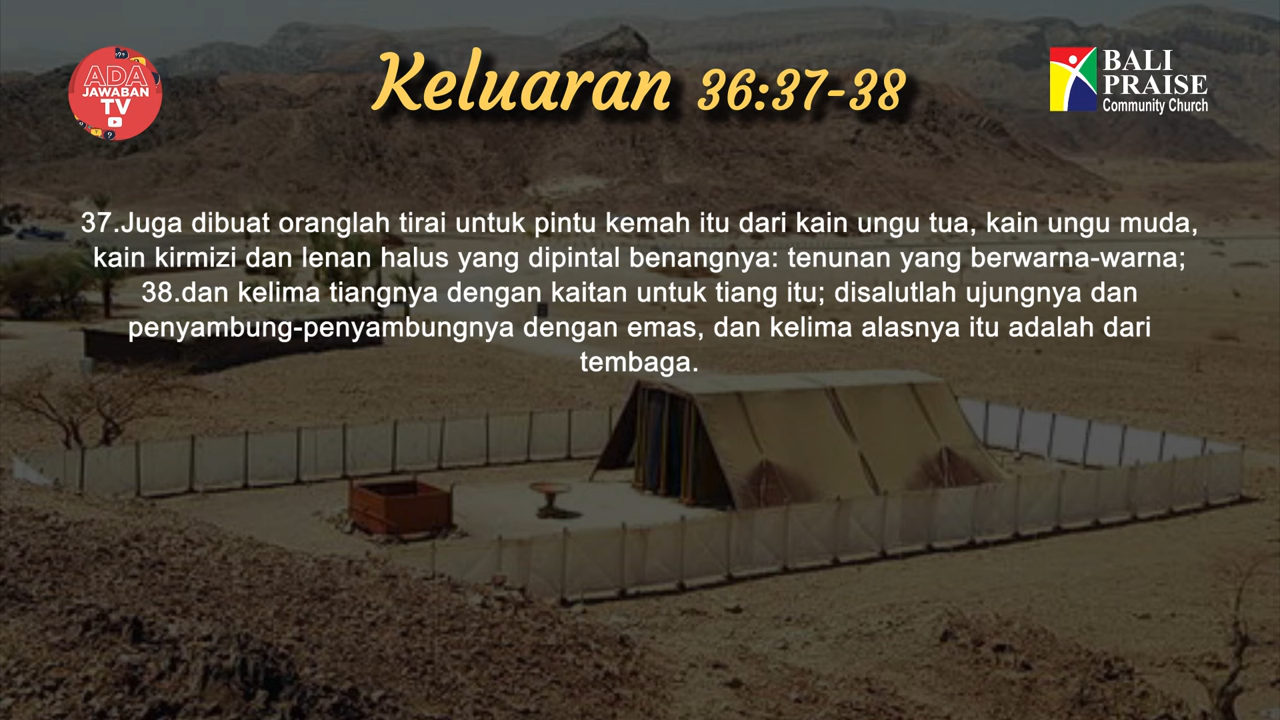 ADA
JAWABAN
TV
Keluaran 36:37-38
BALI
PRAISE
Community Church
37.Juga dibuat oranglah tirai untuk pintu kemah itu dari kain ungu tua, kain ungu muda,
kain kirmizi dan lenan halus yang dipintal benangnya: tenunan yang berwarna-warna;
38.dan kelima tiangnya dengan kaitan untuk tiang itu; disalutlah ujungnya dan
penyambung-penyambungnya dengan emas, dan kelima alasnya itu adalah dari
tembaga.